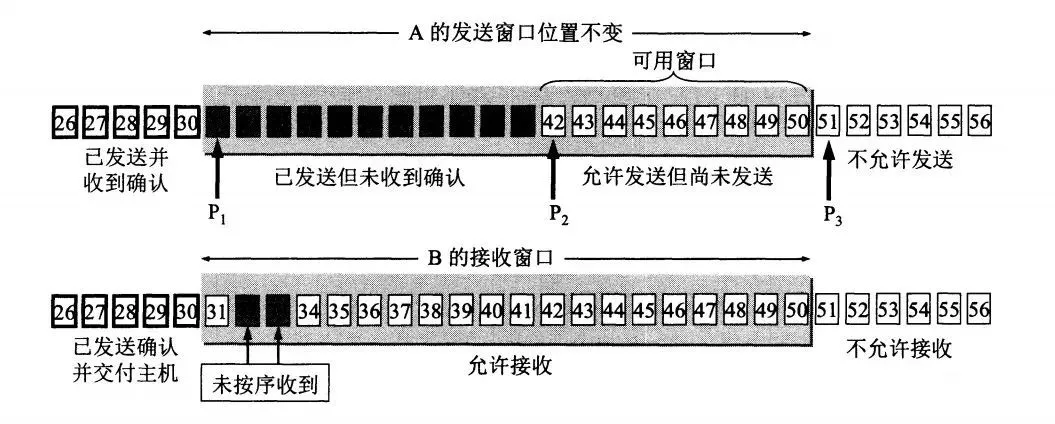 A 的发送窗口位置不变
可用窗口
26 27 28 29 30 42 43 44 45 46 47 48 49 50 51 52 53 54 55 56
已发送并
收到确认
已发送但未收到确认
允许发送但尚未发送
不允许发送
P1 P2 P3
B 的接收窗口
26 27 28 29 30 31 34 35 36 37 38 39 40 41 42 43 44 45 46 47 48 49 50 51 52 53 54 55 56
已发送确认
并交付主机
未按序收到
允许接收
不允许接收